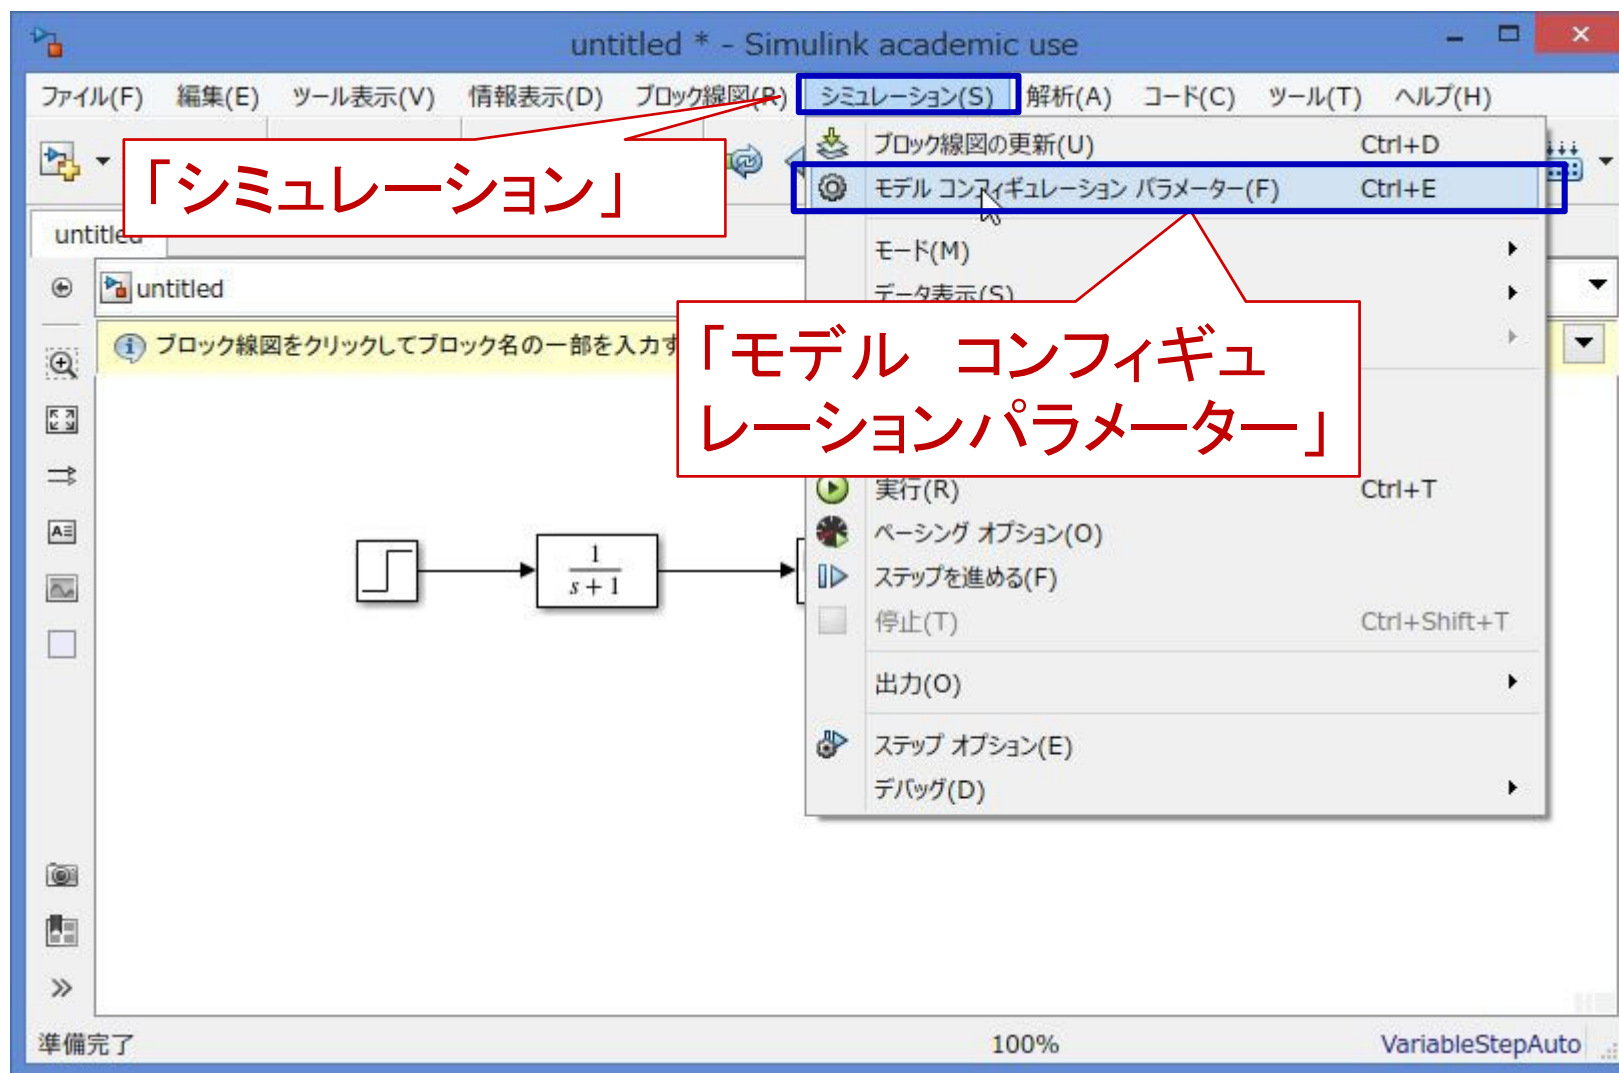 untitled * - Simulink academic use
ファイル(F) 編集(E) ツール表示(V) 情報表示(D) ブロック線図(R) シミュレーション(S) 解析(A) コード(C) ツール(T) ヘルプ(H)
ブロック線図の更新(U) Ctrl+D
「シミュレーション」
モデル コンフィギュレーション パラメーター(F) Ctrl+E
untitled
モード(M)
untitled
データ表示(S)
ブロック線図をクリックしてブロック名の一部を入力す
「モデル コンフィギュ
レーションパラメーター」
実行(R) Ctrl+T
ペーシング オプション(O)
1
s + 1
ステップを進める(F)
停止(T) Ctrl+Shift+T
出力(O)
ステップ オプション(E)
デバッグ(D)
準備完了 100% VariableStepAuto